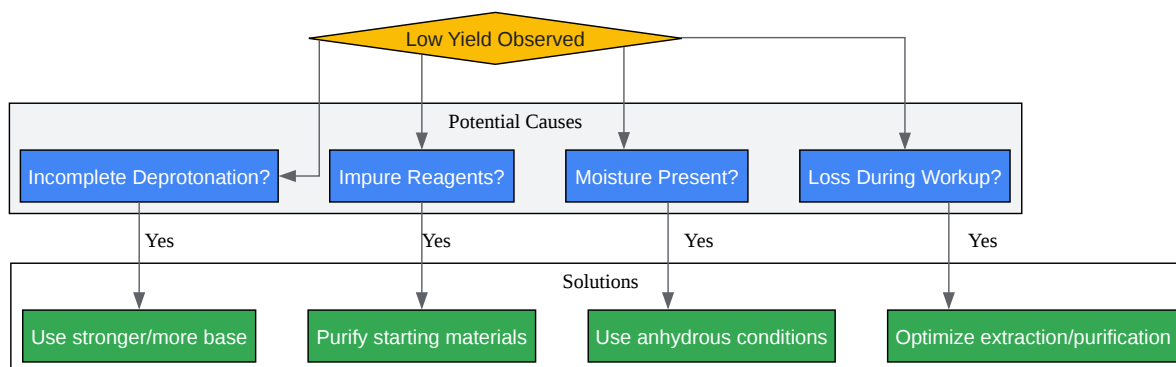 Low Yield Observed
Potential Causes
Incomplete Deprotonation?
Impure Reagents?
Moisture Present?
Loss During Workup?
Yes
Yes
Yes
Yes
Solutions
Use stronger/more base
Purify starting materials
Use anhydrous conditions
Optimize extraction/purification